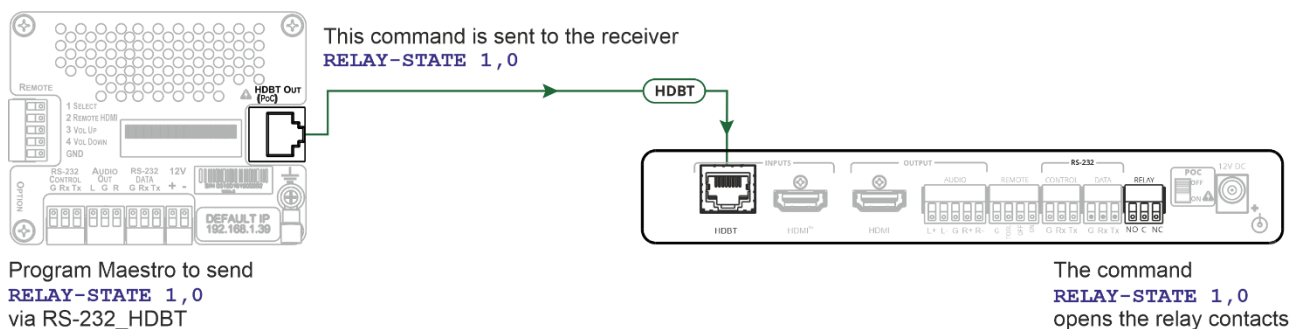 This command is sent to the receiver
RELAY-STATE 1,0
REMOTE
HDBT OUT
(PoC)
1 SELECT
2 REMOTE HDMI
3 VOL UP
4 VOL DOWN
GND
HDBT
RS-232 AUDIO RS-232 12V
CONTROL OUT DATA
G Rx Tx L G R G Rx Tx + -
OPTION
DEFAULT IP
192.168.1.39
INPUTS OUTPUT RS-232 POC 12V DC
AUDIO REMOTE CONTROL DATA RELAY OFF
ON
HDBT HDMI™ HDMI L+ L- G R+ R- G OFF G Rx Tx G Rx Tx NO C NC
+
Program Maestro to send
RELAY-STATE 1,0
via RS-232_HDBT
The command
RELAY-STATE 1,0
opens the relay contacts